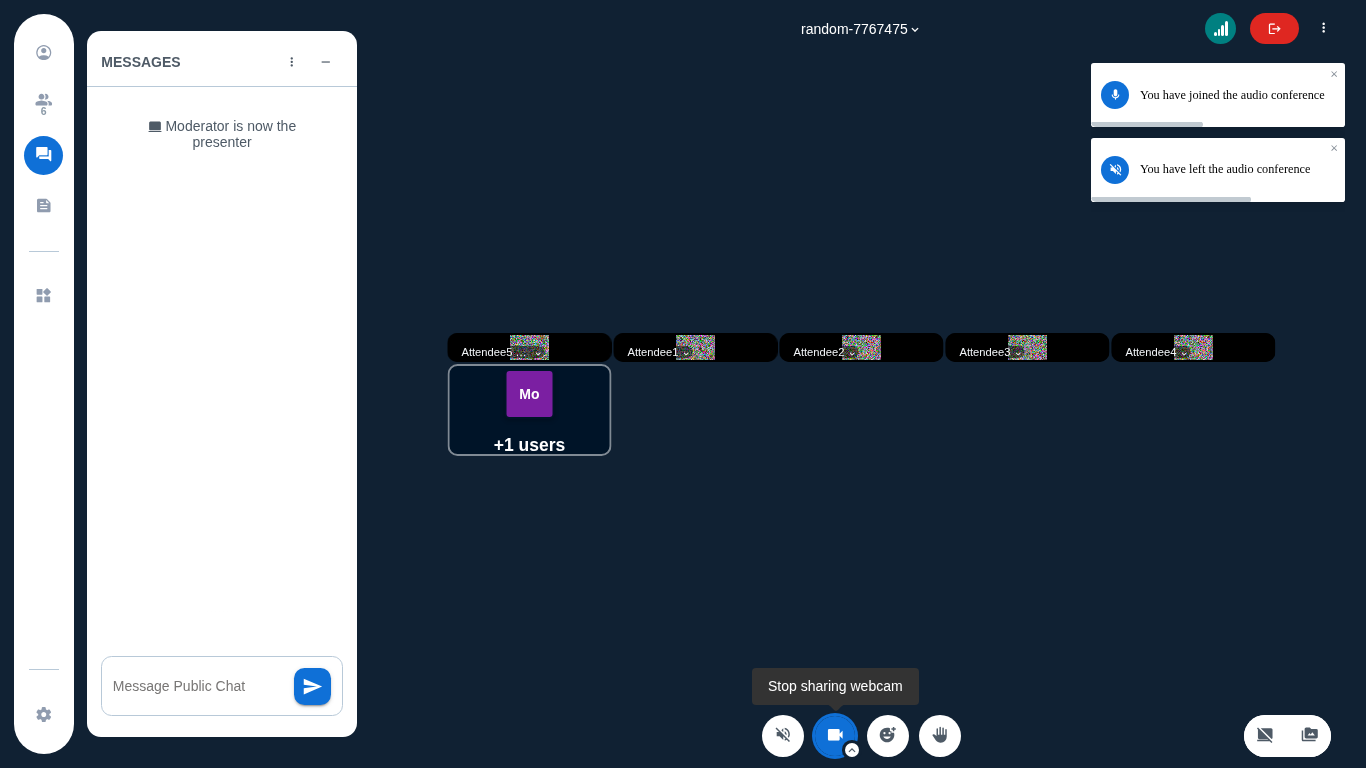 random-7767475
MESSAGES
6
Moderator is now the
presenter
You have joined the audio conference
You have left the audio conference
Attendee5
Attendee1
Attendee2
Attendee3
Attendee4
Mo
+1 users
Message Public Chat
Stop sharing webcam